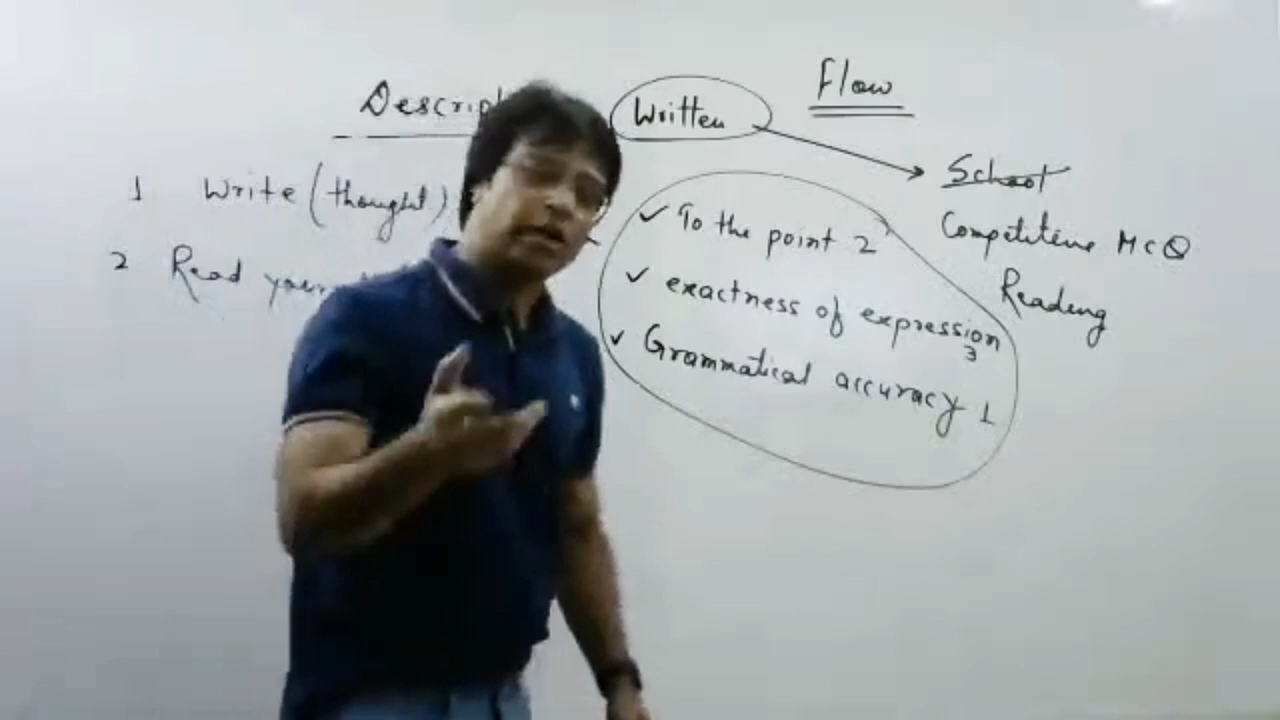 Flow
Descript Written
School
1 Write (thought)
To the point 2
Competitive McQ
2 Read your
exactness of expression 3
Reading
Grammatical accuracy 1